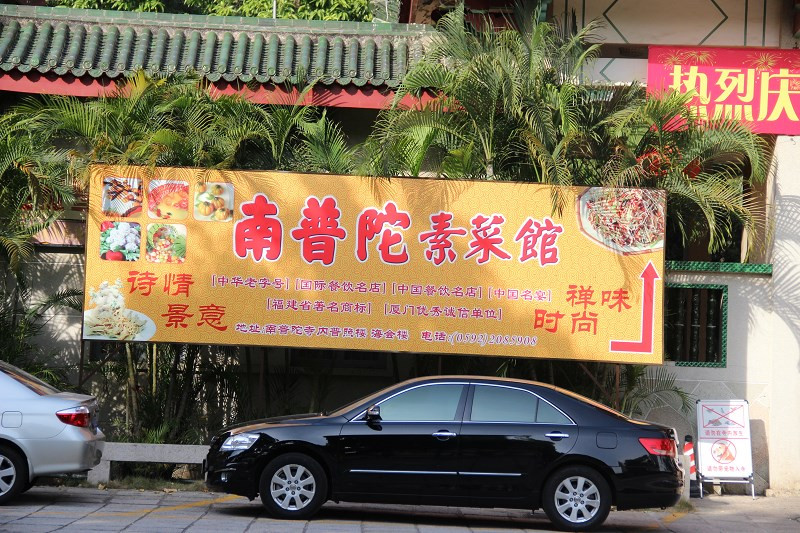 热烈庆
南普陀素菜馆
诗情
景意
[中华老字号] [国际餐饮名店] [中国餐饮名店] [中国名宴]
[福建省著名商标] [厦门优秀诚信单位]
禅味
时尚
地址:南普陀寺内普照楼 海会楼 电话:(0592)2085908